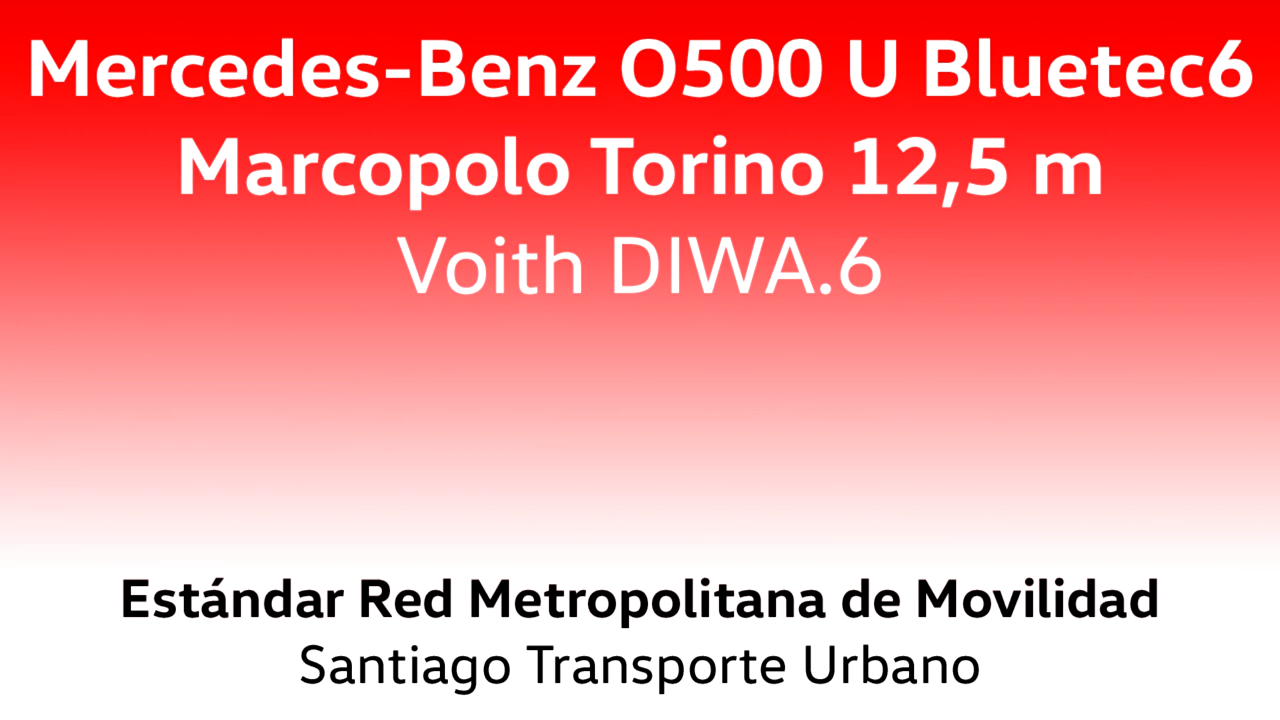 Mercedes-Benz O500 U Bluetec6
Marcopolo Torino 12,5 m
Voith DIWA.6
Estándar Red Metropolitana de Movilidad
Santiago Transporte Urbano